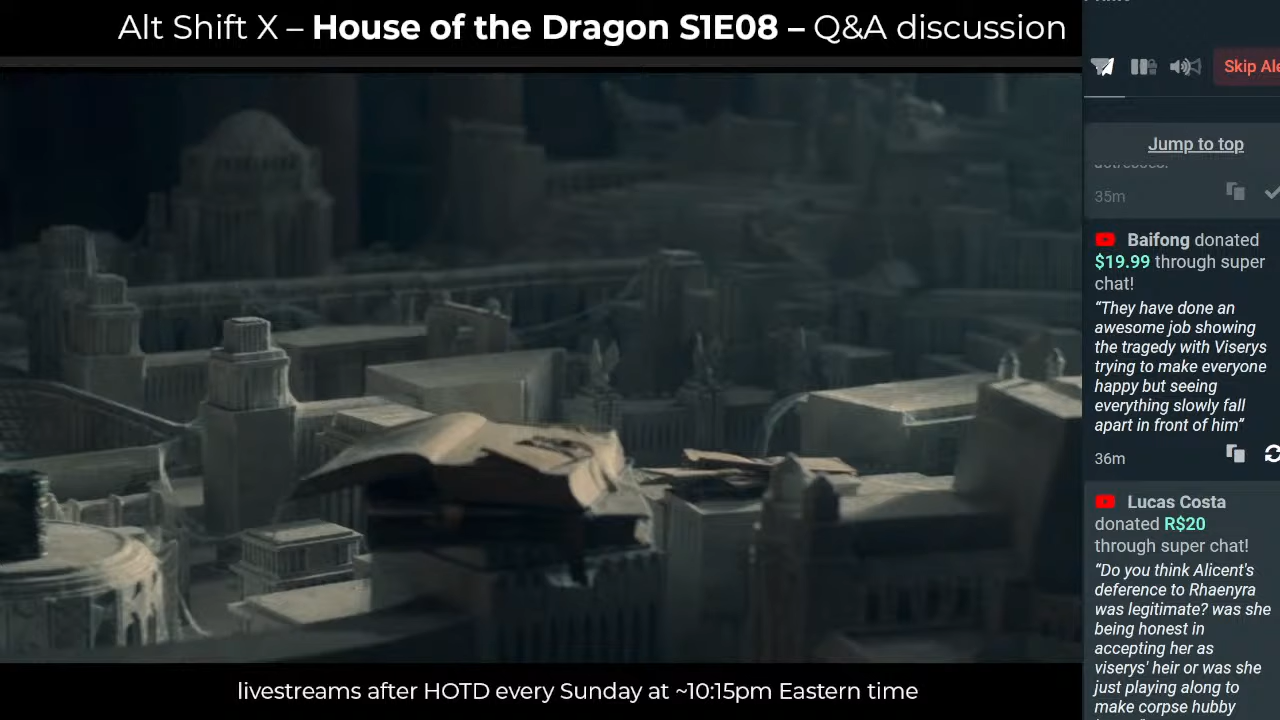 Alt Shift X – House of the Dragon S1E08 – Q&A discussion
Skip Ale
Jump to top
35m
Baifong donated
$19.99 through super
chat!
“They have done an
awesome job showing
the tragedy with Viserys
trying to make everyone
happy but seeing
everything slowly fall
apart in front of him”
36m
Lucas Costa
donated R$20
through super chat!
“Do you think Alicent's
deference to Rhaenyra
was legitimate? was she
being honest in
accepting her as
viserys' heir or was she
just playing along to
make corpse hubby
livestreams after HOTD every Sunday at ~10:15pm Eastern time